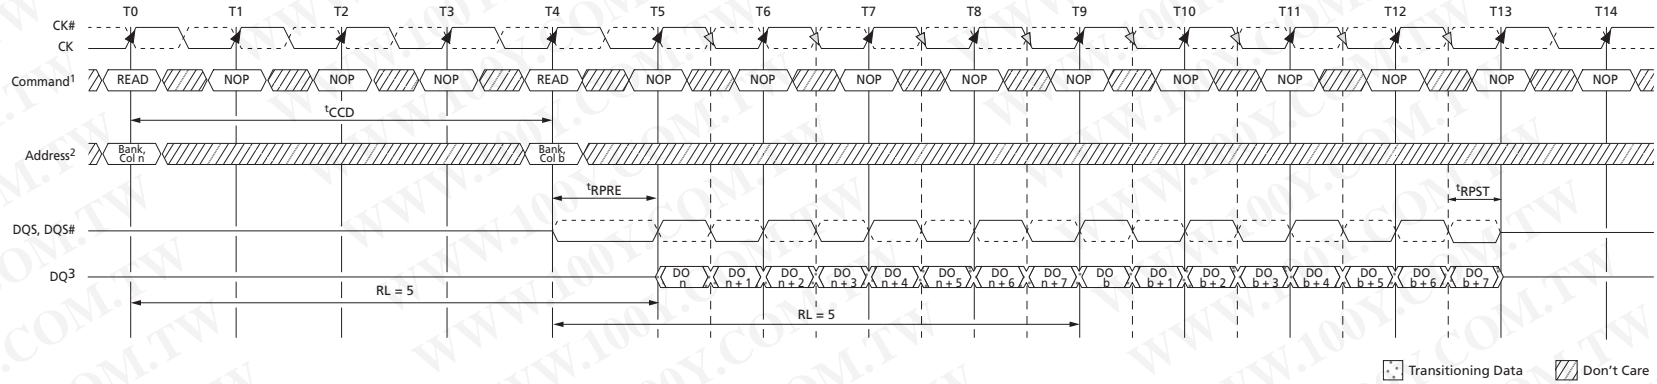 T0 T1 T2 T3 T4 T5 T6 T7 T8 T9 T10 T11 T12 T13 T14
CK#
CK
Command1 READ NOP NOP NOP READ NOP NOP NOP NOP NOP NOP NOP NOP NOP NOP
tCCD
Address2 Bank, Col n Bank, Col b
tRPRE tRPST
DQS, DQS#
DQ3 DO n DO n + 1 DO n + 2 DO n + 3 DO n + 4 DO n + 5 DO n + 6 DO n + 7 DO b DO b + 1 DO b + 2 DO b + 3 DO b + 4 DO b + 5 DO b + 6 DO b + 7
RL = 5
RL = 5
Transitioning Data Don't Care
WWW.100Y.COM.TW